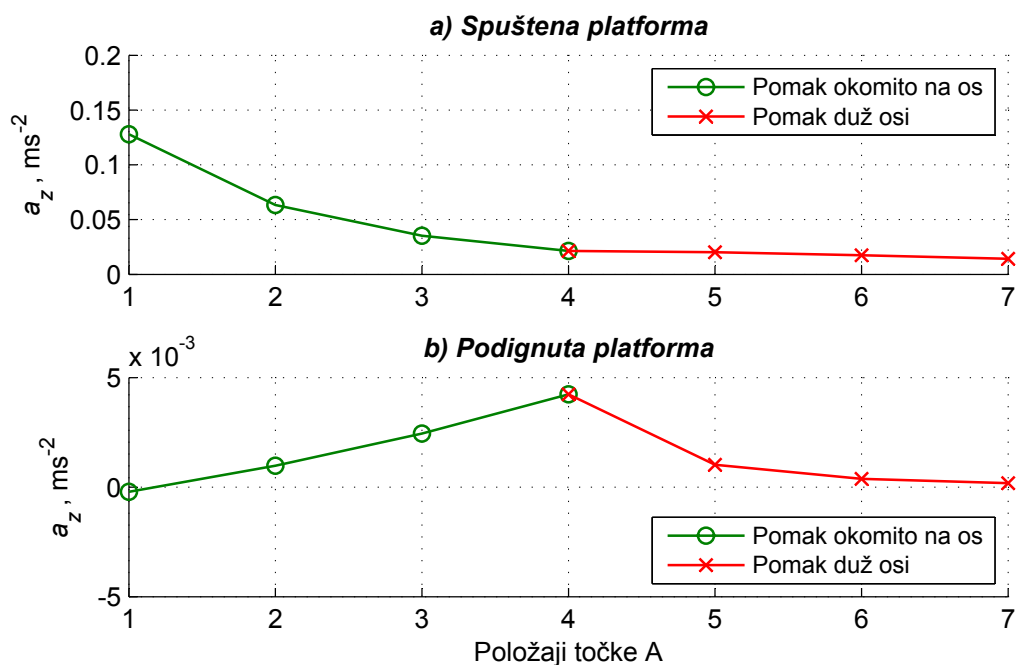 a) Spuštena platforma
0.2
0.15
0.1
0.05
0
a_z , ms^-2
Pomak okomito na os
Pomak duž osi
1 2 3 4 5 6 7
b) Podignuta platforma
x 10^-3
5
0
-5
a_z , ms^-2
Pomak okomito na os
Pomak duž osi
1 2 3 4 5 6 7
Položaji točke A